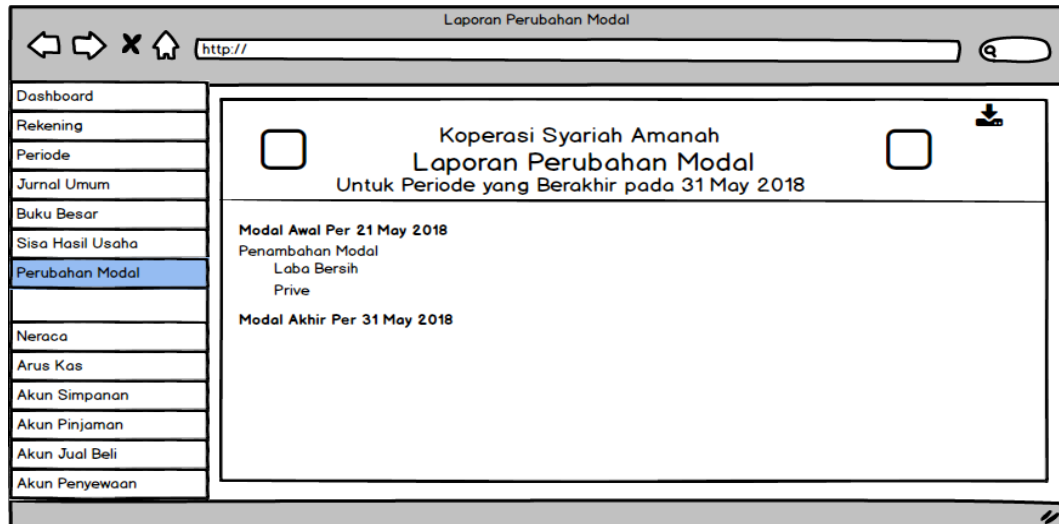 Laporan Perubahan Modal
http://
Dashboard
Rekening
Periode
Jurnal Umum
Buku Besar
Sisa Hasil Usaha
Perubahan Modal
Neraca
Arus Kas
Akun Simpanan
Akun Pinjaman
Akun Jual Beli
Akun Penyewaan
Koperasi Syariah Amanah
Laporan Perubahan Modal
Untuk Periode yang Berakhir pada 31 May 2018
Modal Awal Per 21 May 2018
Penambahan Modal
Laba Bersih
Prive
Modal Akhir Per 31 May 2018